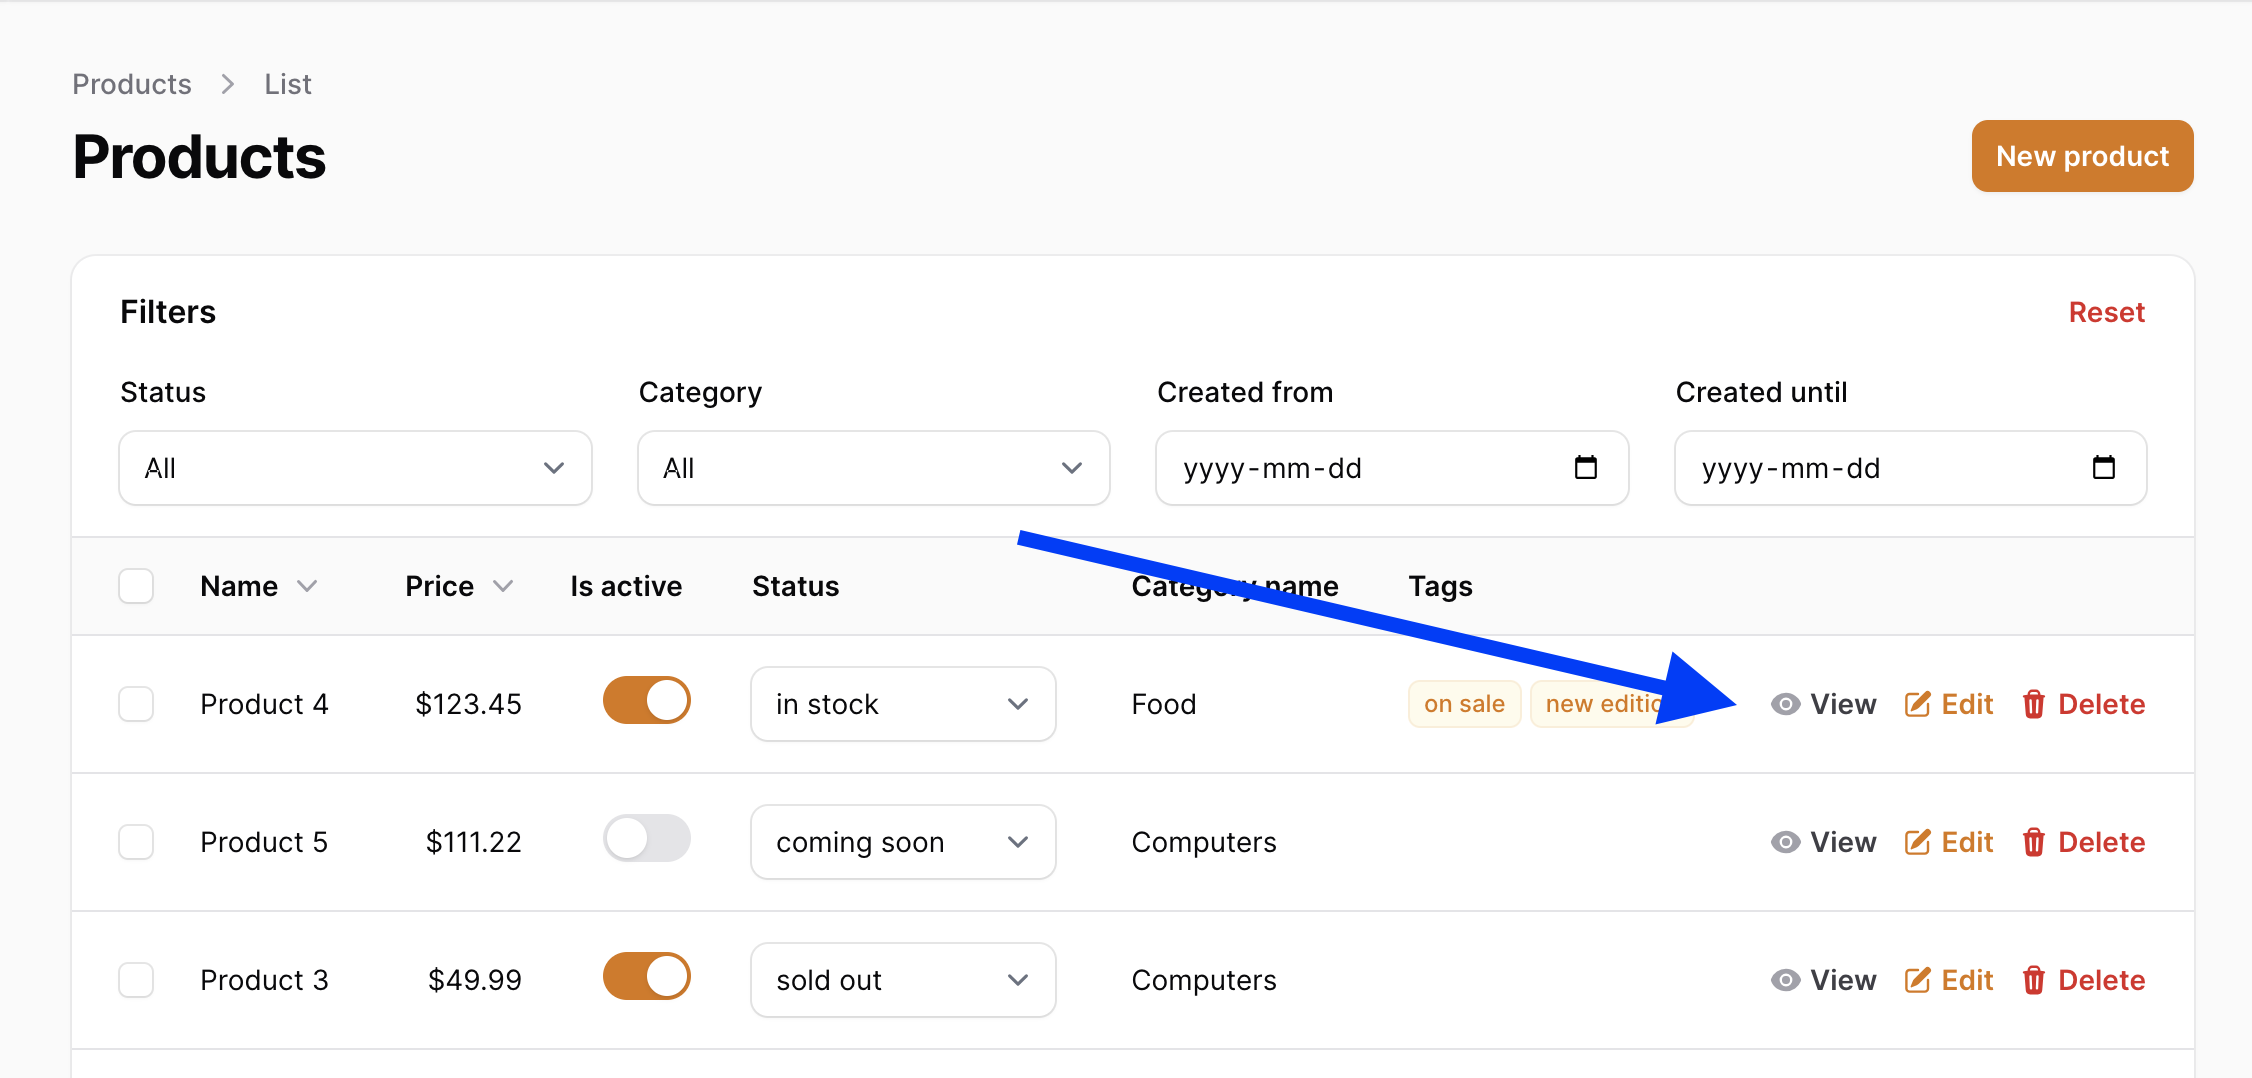 Products > List
Products
New product
Filters
Reset
Status Category Created from Created until
All All yyyy-mm-dd yyyy-mm-dd
Name Price Is active Status Category name Tags
Product 4 $123.45 in stock Food on sale new View Edit Delete
Product 5 $111.22 coming soon Computers View Edit Delete
Product 3 $49.99 sold out Computers View Edit Delete